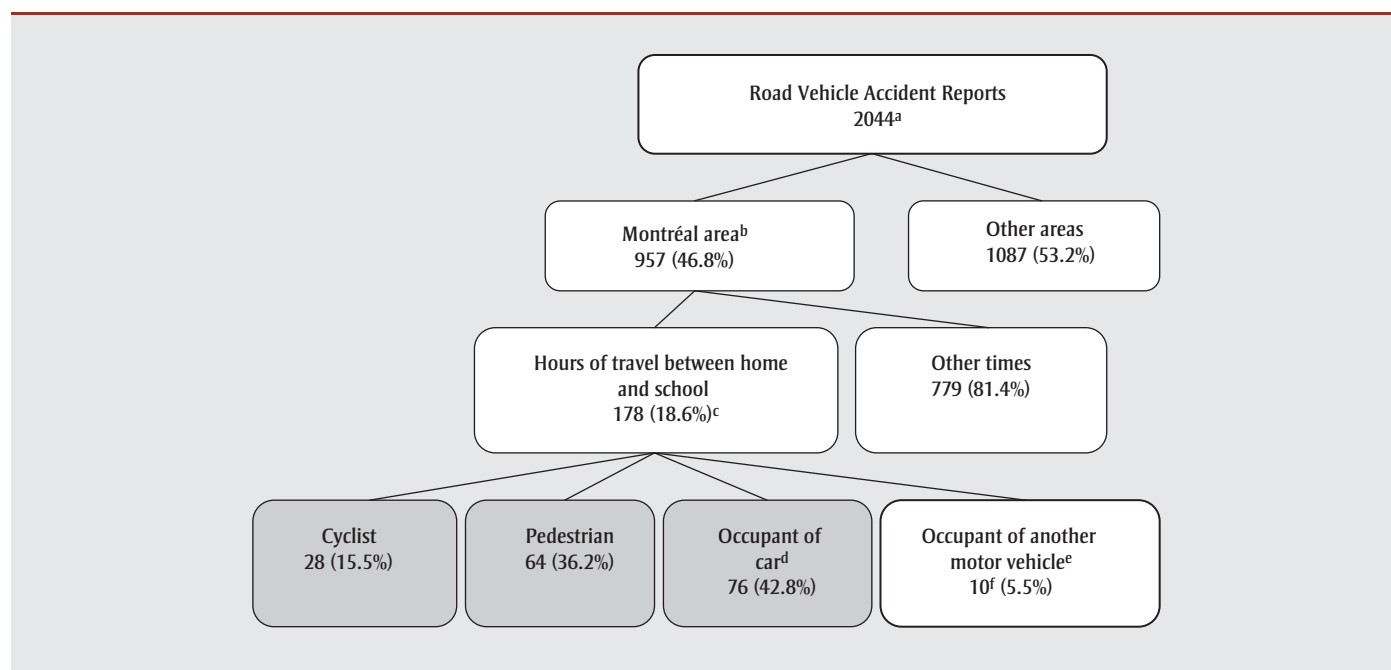 Road Vehicle Accident Reports
2044ᵃ
Montréal areaᵇ
957 (46.8%)
Other areas
1087 (53.2%)
Hours of travel between home
and school
178 (18.6%)ᶜ
Other times
779 (81.4%)
Cyclist
28 (15.5%)
Pedestrian
64 (36.2%)
Occupant of
carᵈ
76 (42.8%)
Occupant of another
motor vehicleᵉ
10ᶠ (5.5%)